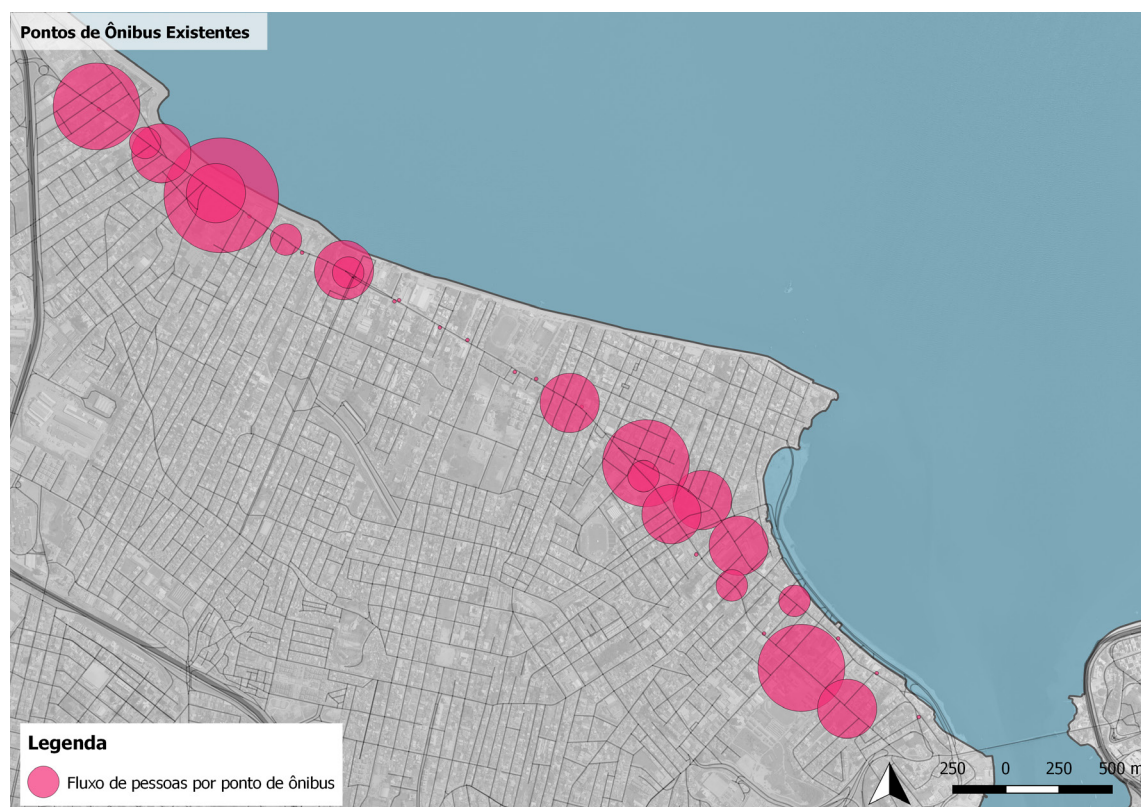 Pontos de Ônibus Existentes
Legenda
Fluxo de pessoas por ponto de ônibus
250 0 250 500 m